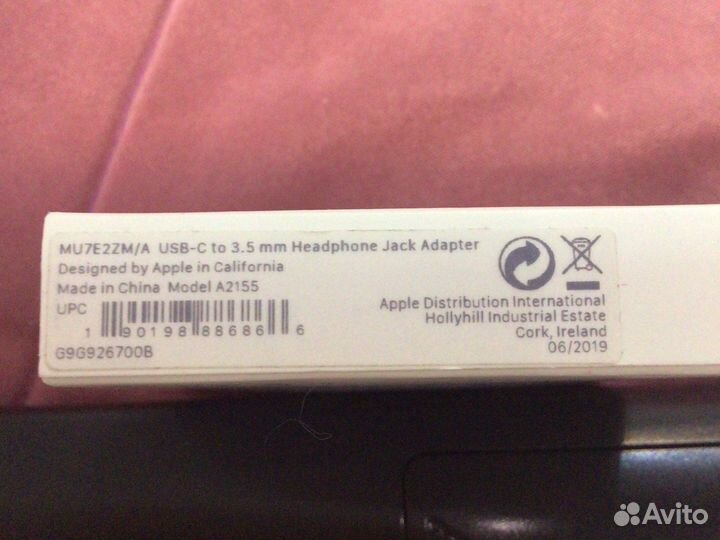 MU7E2ZM/A USB-C to 3.5 mm Headphone Jack Adapter
Designed by Apple in California
Made in China Model A2155
UPC
1 90198 88686 6
G9G926700B
Apple Distribution International
Hollyhill Industrial Estate
Cork, Ireland
06/2019
Avito